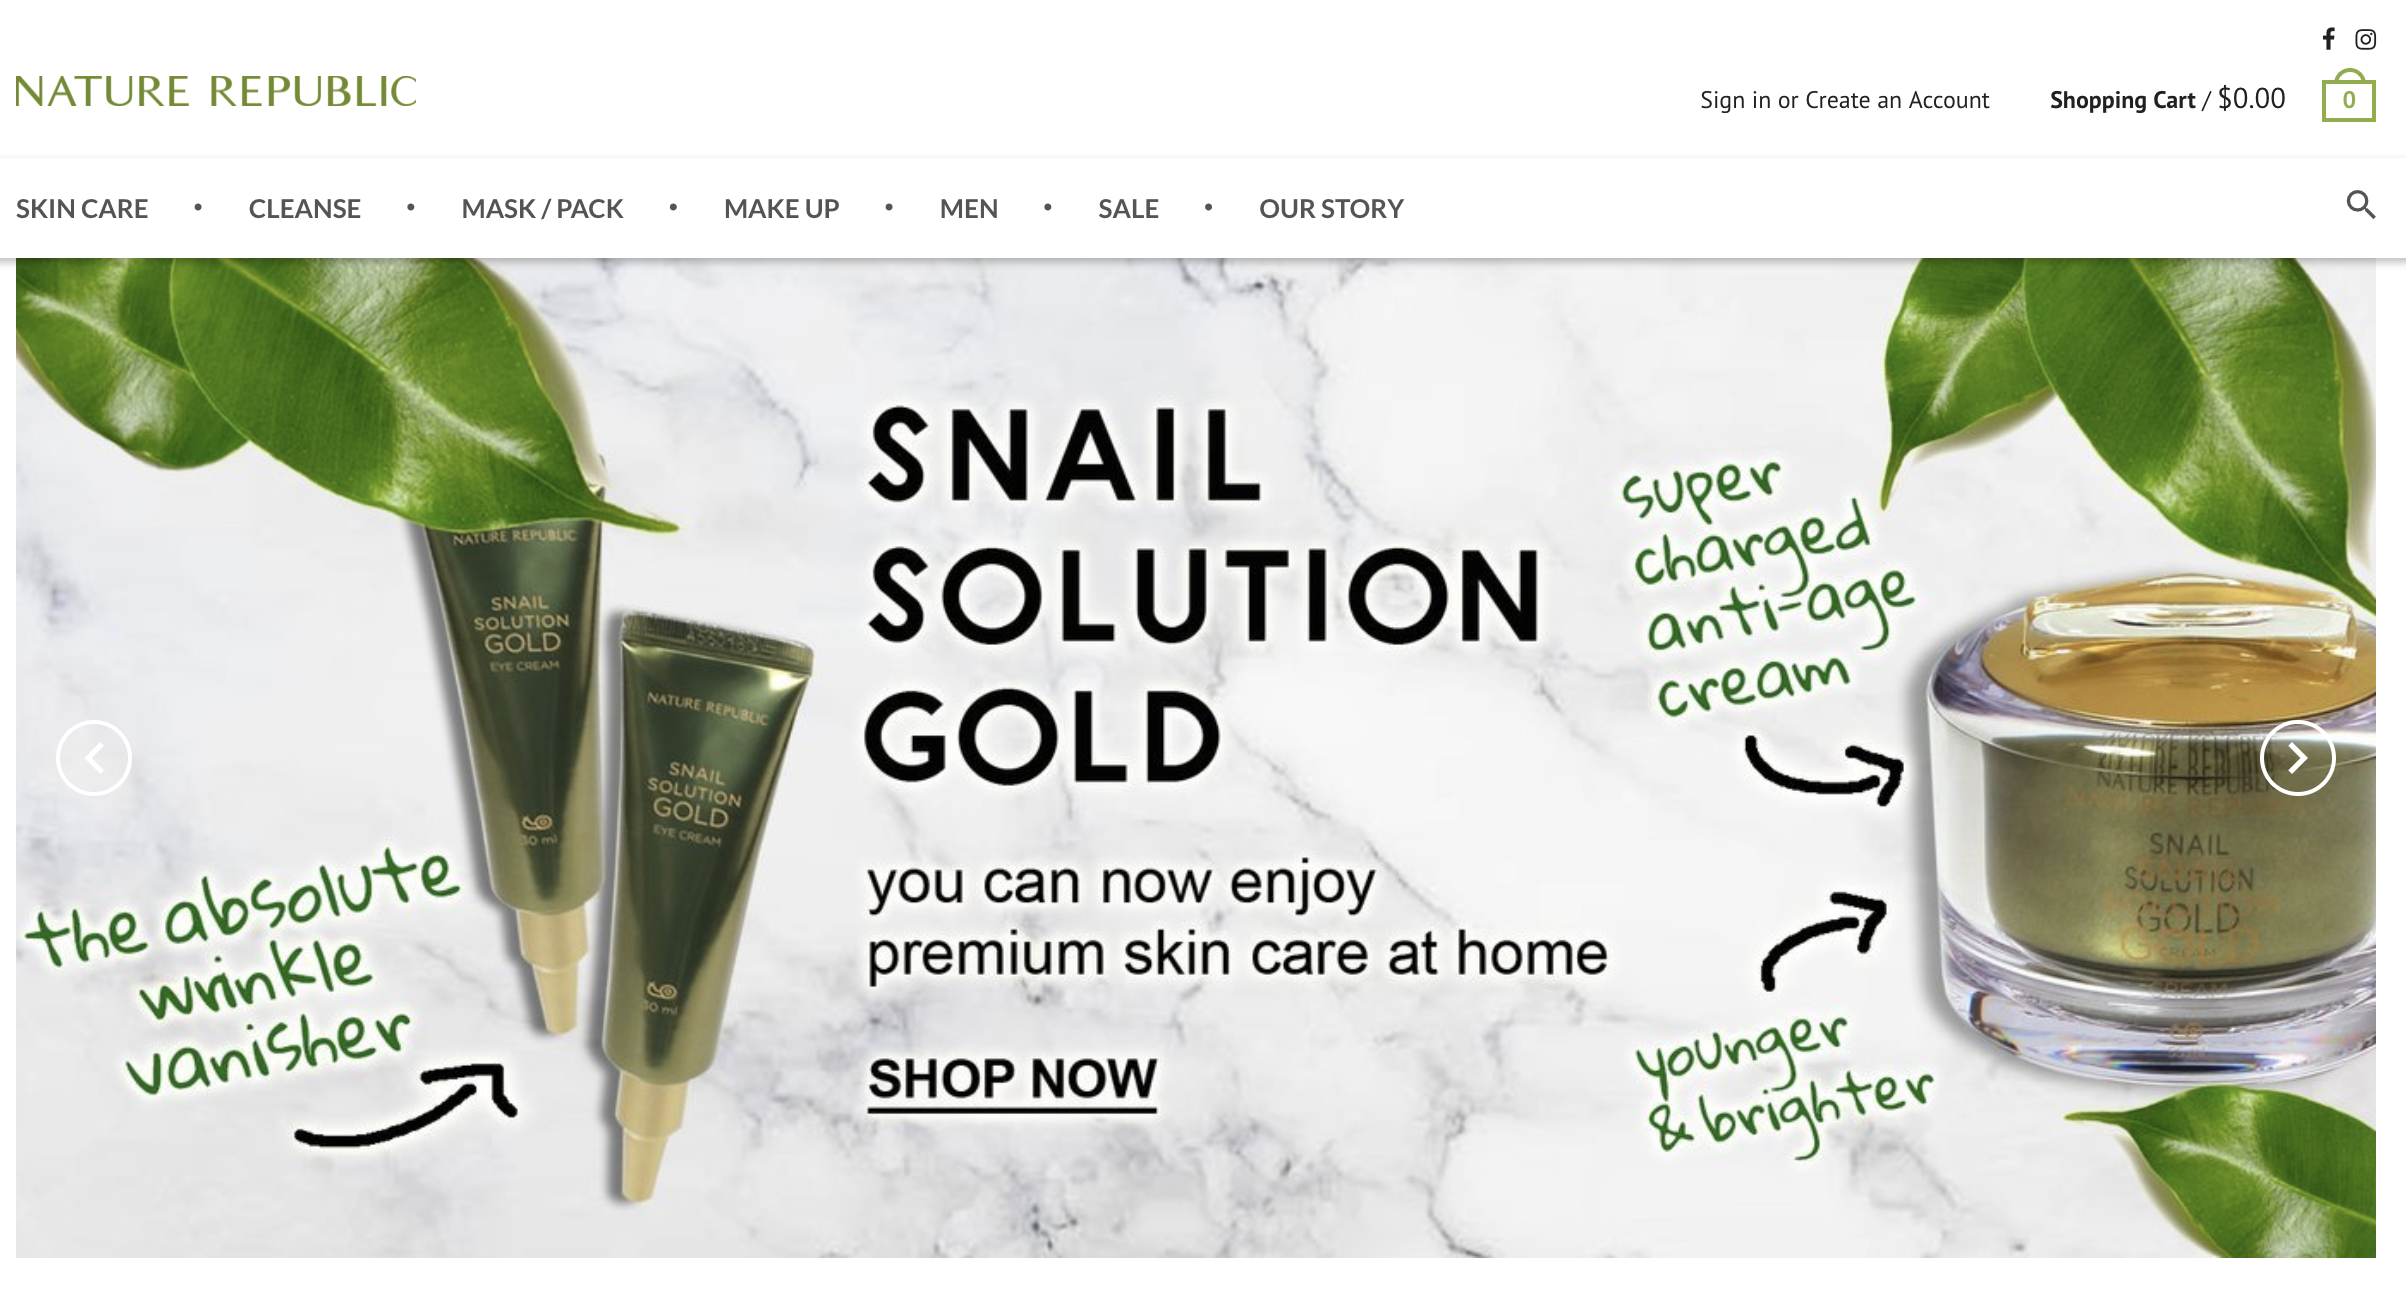 NATURE REPUBLIC
Sign in or Create an Account
Shopping Cart / $0.00
0
SKIN CARE • CLEANSE • MASK / PACK • MAKE UP • MEN • SALE • OUR STORY
SNAIL
SOLUTION
GOLD
you can now enjoy
premium skin care at home
SHOP NOW
the absolute
wrinkle
vanisher
NATURE REPUBLIC
SNAIL
SOLUTION
GOLD
EYE CREAM
30 ml
NATURE REPUBLIC
SNAIL
SOLUTION
GOLD
EYE CREAM
30 ml
super
charged
anti-age
cream
younger
& brighter
NATURE
SNAIL
SOLUTION
GOLD
CREAM